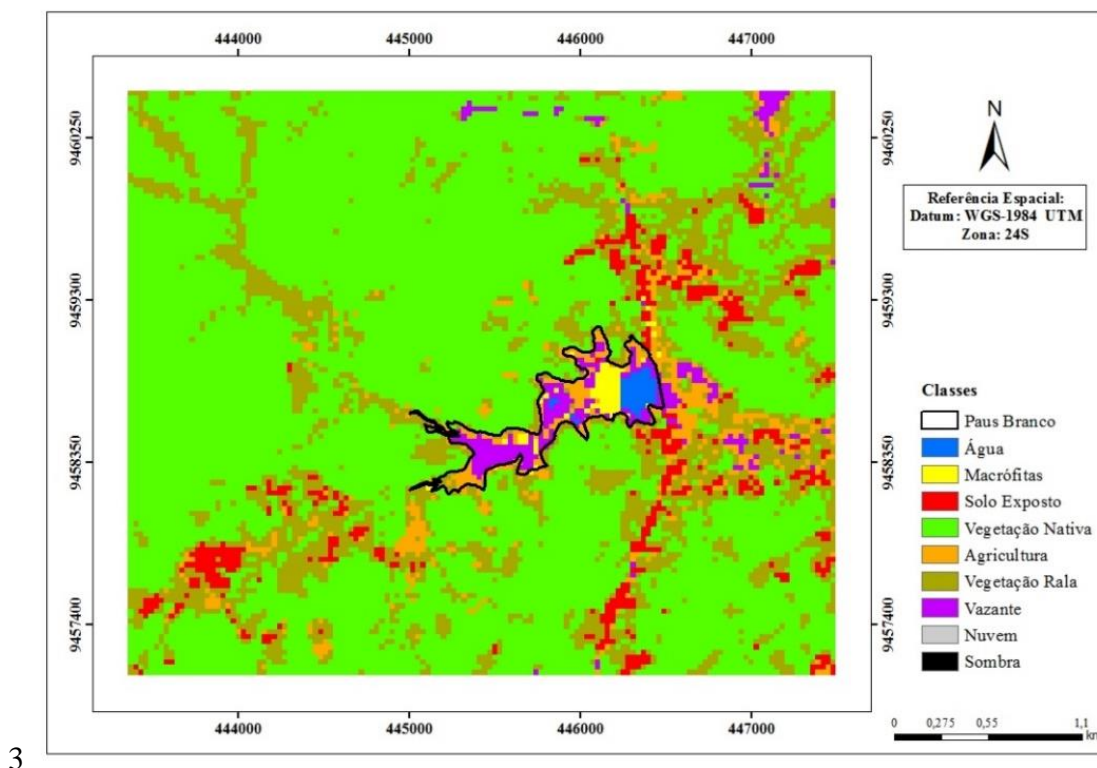 444000 445000 446000 447000
9460250
9459300
9458350
9457400
9460250
9459300
9458350
9457400
444000 445000 446000 447000
N
Referência Espacial:
Datum: WGS-1984 UTM
Zona: 24S
Classes
Paus Branco
Água
Macrófitas
Solo Exposto
Vegetação Nativa
Agricultura
Vegetação Rala
Vazante
Nuvem
Sombra
0 0,275 0,55 1,1
km
3